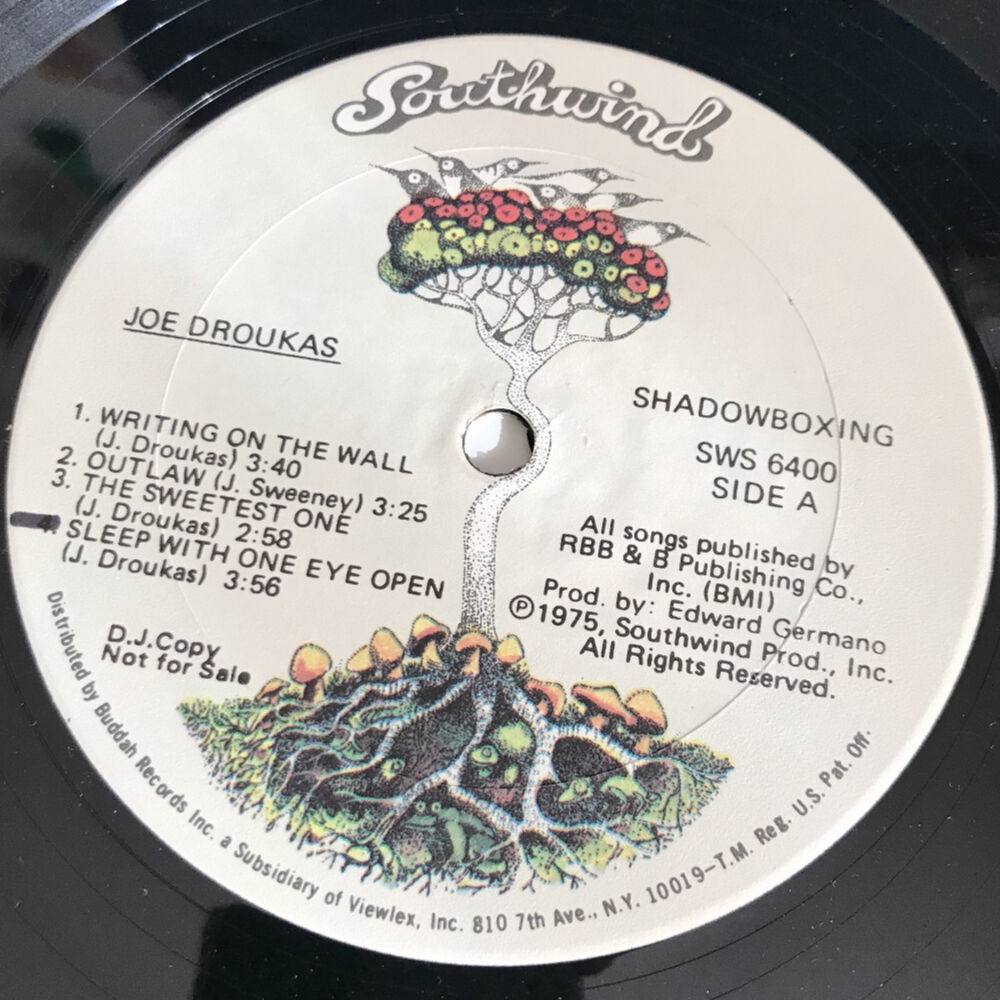 Southwind
JOE DROUKAS
1. WRITING ON THE WALL
(J. Droukas) 3:40
2. OUTLAW (J. Sweeney) 3:25
3. THE SWEETEST ONE
(J. Droukas) 2:58
4. SLEEP WITH ONE EYE OPEN
(J. Droukas) 3:56
D.J.Copy
Not for Sale
SHADOWBOXING
SWS 6400
SIDE A
All songs published by
RBB & B Publishing Co.,
Inc. (BMI)
Prod. by: Edward Germano
Ⓟ1975, Southwind Prod., Inc.
All Rights Reserved.
Distributed by Buddah Records Inc. a Subsidiary of Viewlex, Inc. 810 7th Ave., N.Y. 10019–T.M. Reg. U.S. Pat. Off.